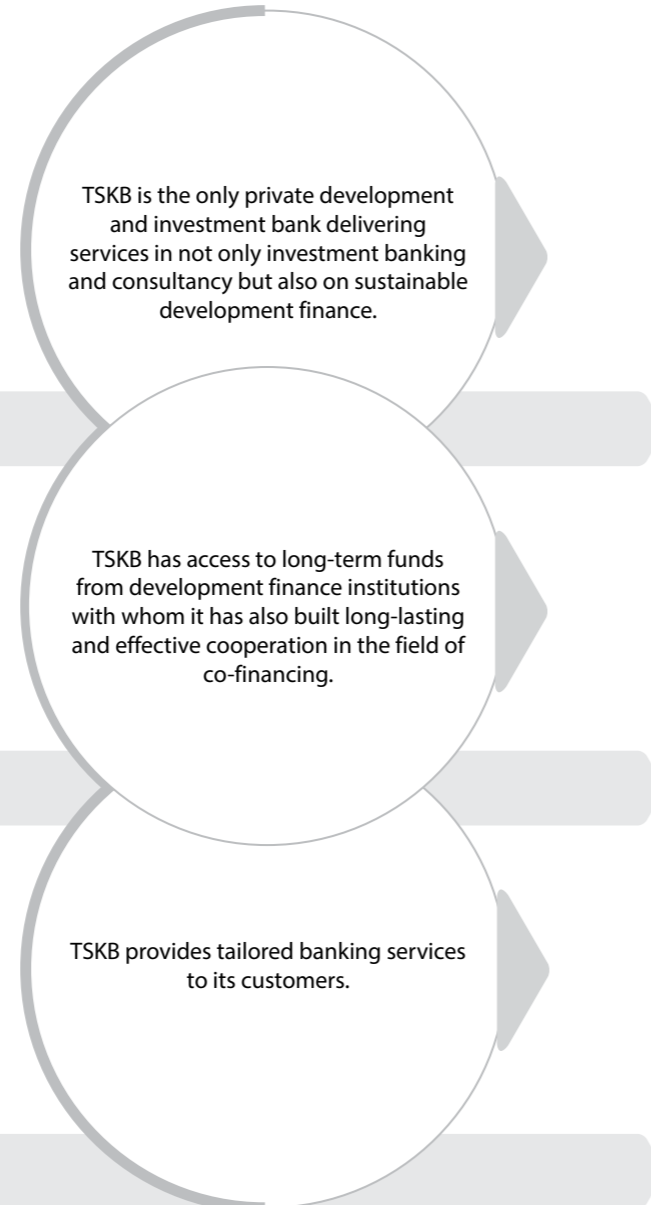 TSKB is the only private development
and investment bank delivering
services in not only investment banking
and consultancy but also on sustainable
development finance.
TSKB has access to long-term funds
from development finance institutions
with whom it has also built long-lasting
and effective cooperation in the field of
co-financing.
TSKB provides tailored banking services
to its customers.